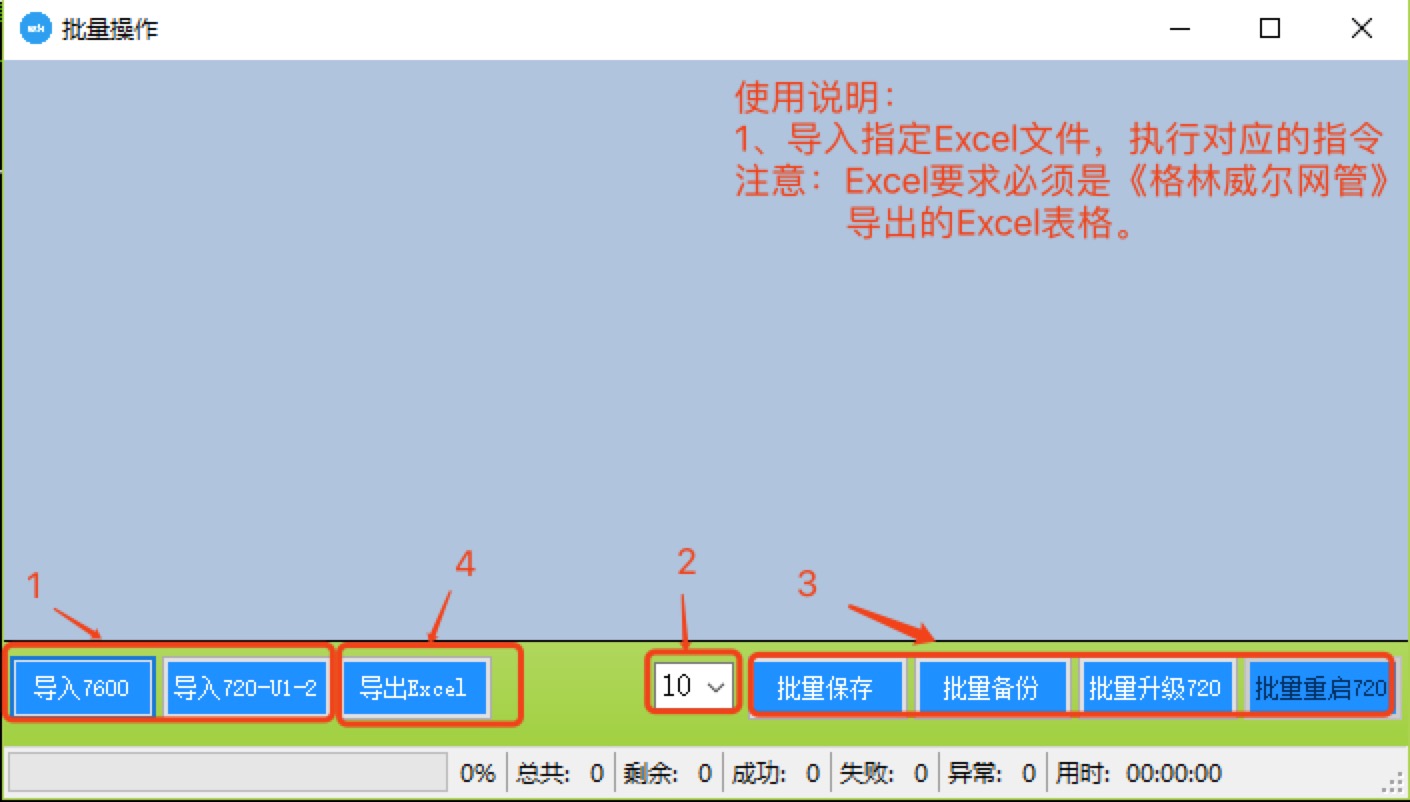 批量操作
使用说明：
1、导入指定Excel文件，执行对应的指令
注意：Excel要求必须是《格林威尔网管》
导出的Excel表格。
1
4
2
3
导入7600 导入720-U1-2 导出Excel 10 批量保存 批量备份 批量升级720 批量重启720
0% 总共: 0 剩余: 0 成功: 0 失败: 0 异常: 0 用时: 00:00:00